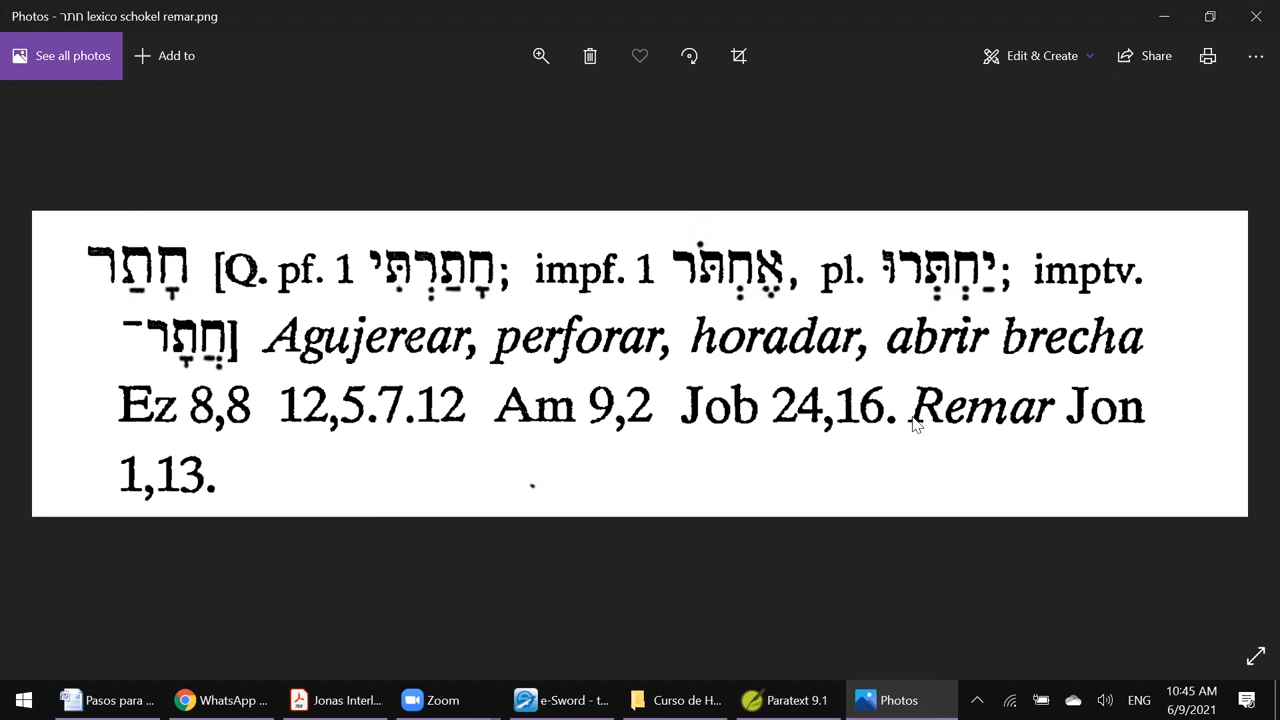 Photos - חתר lexico schokel remar.png
See all photos
Add to
Edit & Create
Share
חָתַר [Q. pf. 1 חָתַרְתִּי; impf. 1 אֶחְתֹּר, pl. יַחְתְּרוּ; imptv.
חֲתָר־] Agujerear, perforar, horadar, abrir brecha
Ez 8,8 12,5.7.12 Am 9,2 Job 24,16. Remar Jon
1,13.
Pasos para ...
WhatsApp ...
Jonas Interl...
Zoom
e-Sword - t...
Curso de H...
Paratext 9.1
Photos
ENG
10:45 AM
6/9/2021